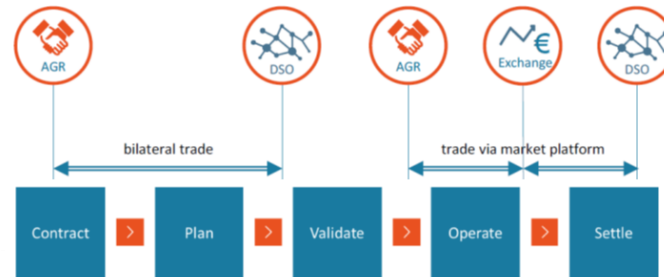 AGR
DSO
AGR
Exchange
DSO
bilateral trade
trade via market platform
Contract
Plan
Validate
Operate
Settle